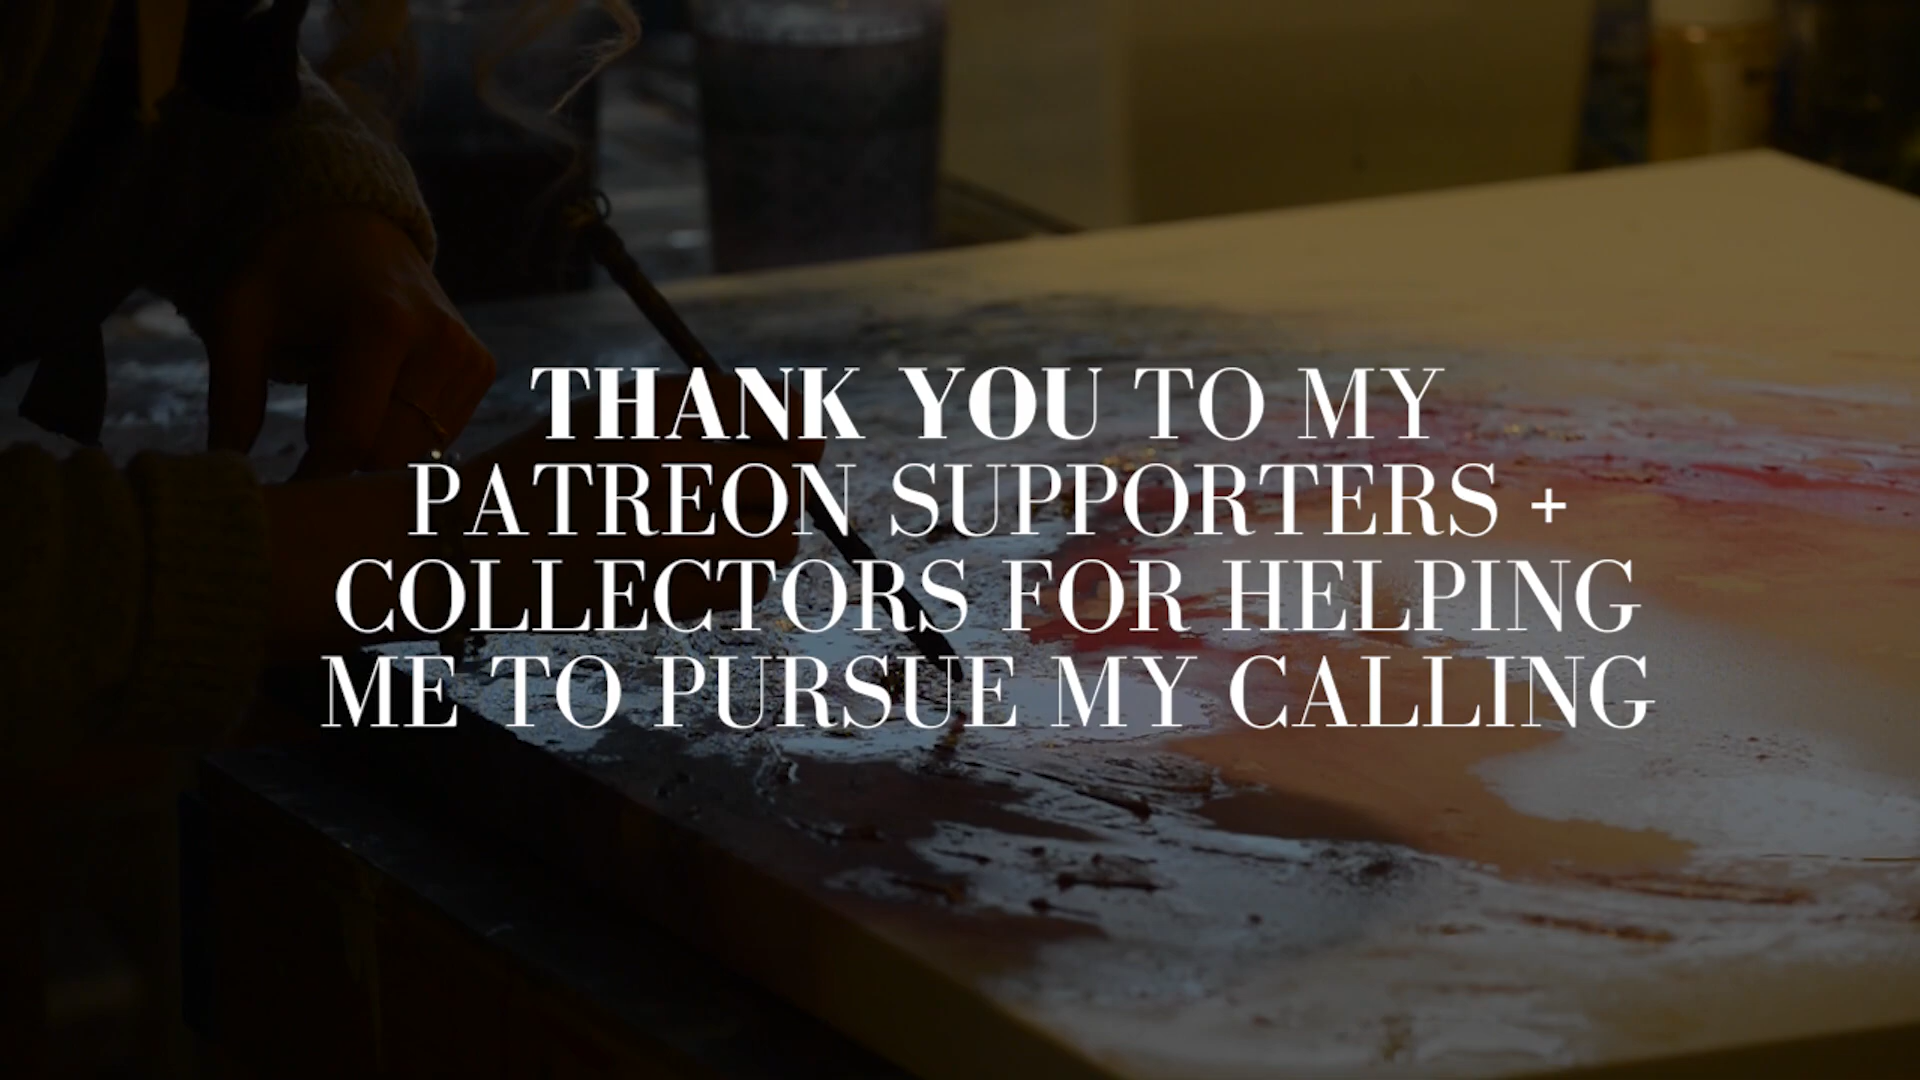 THANK YOU TO MY
PATREON SUPPORTERS +
COLLECTORS FOR HELPING
ME TO PURSUE MY CALLING